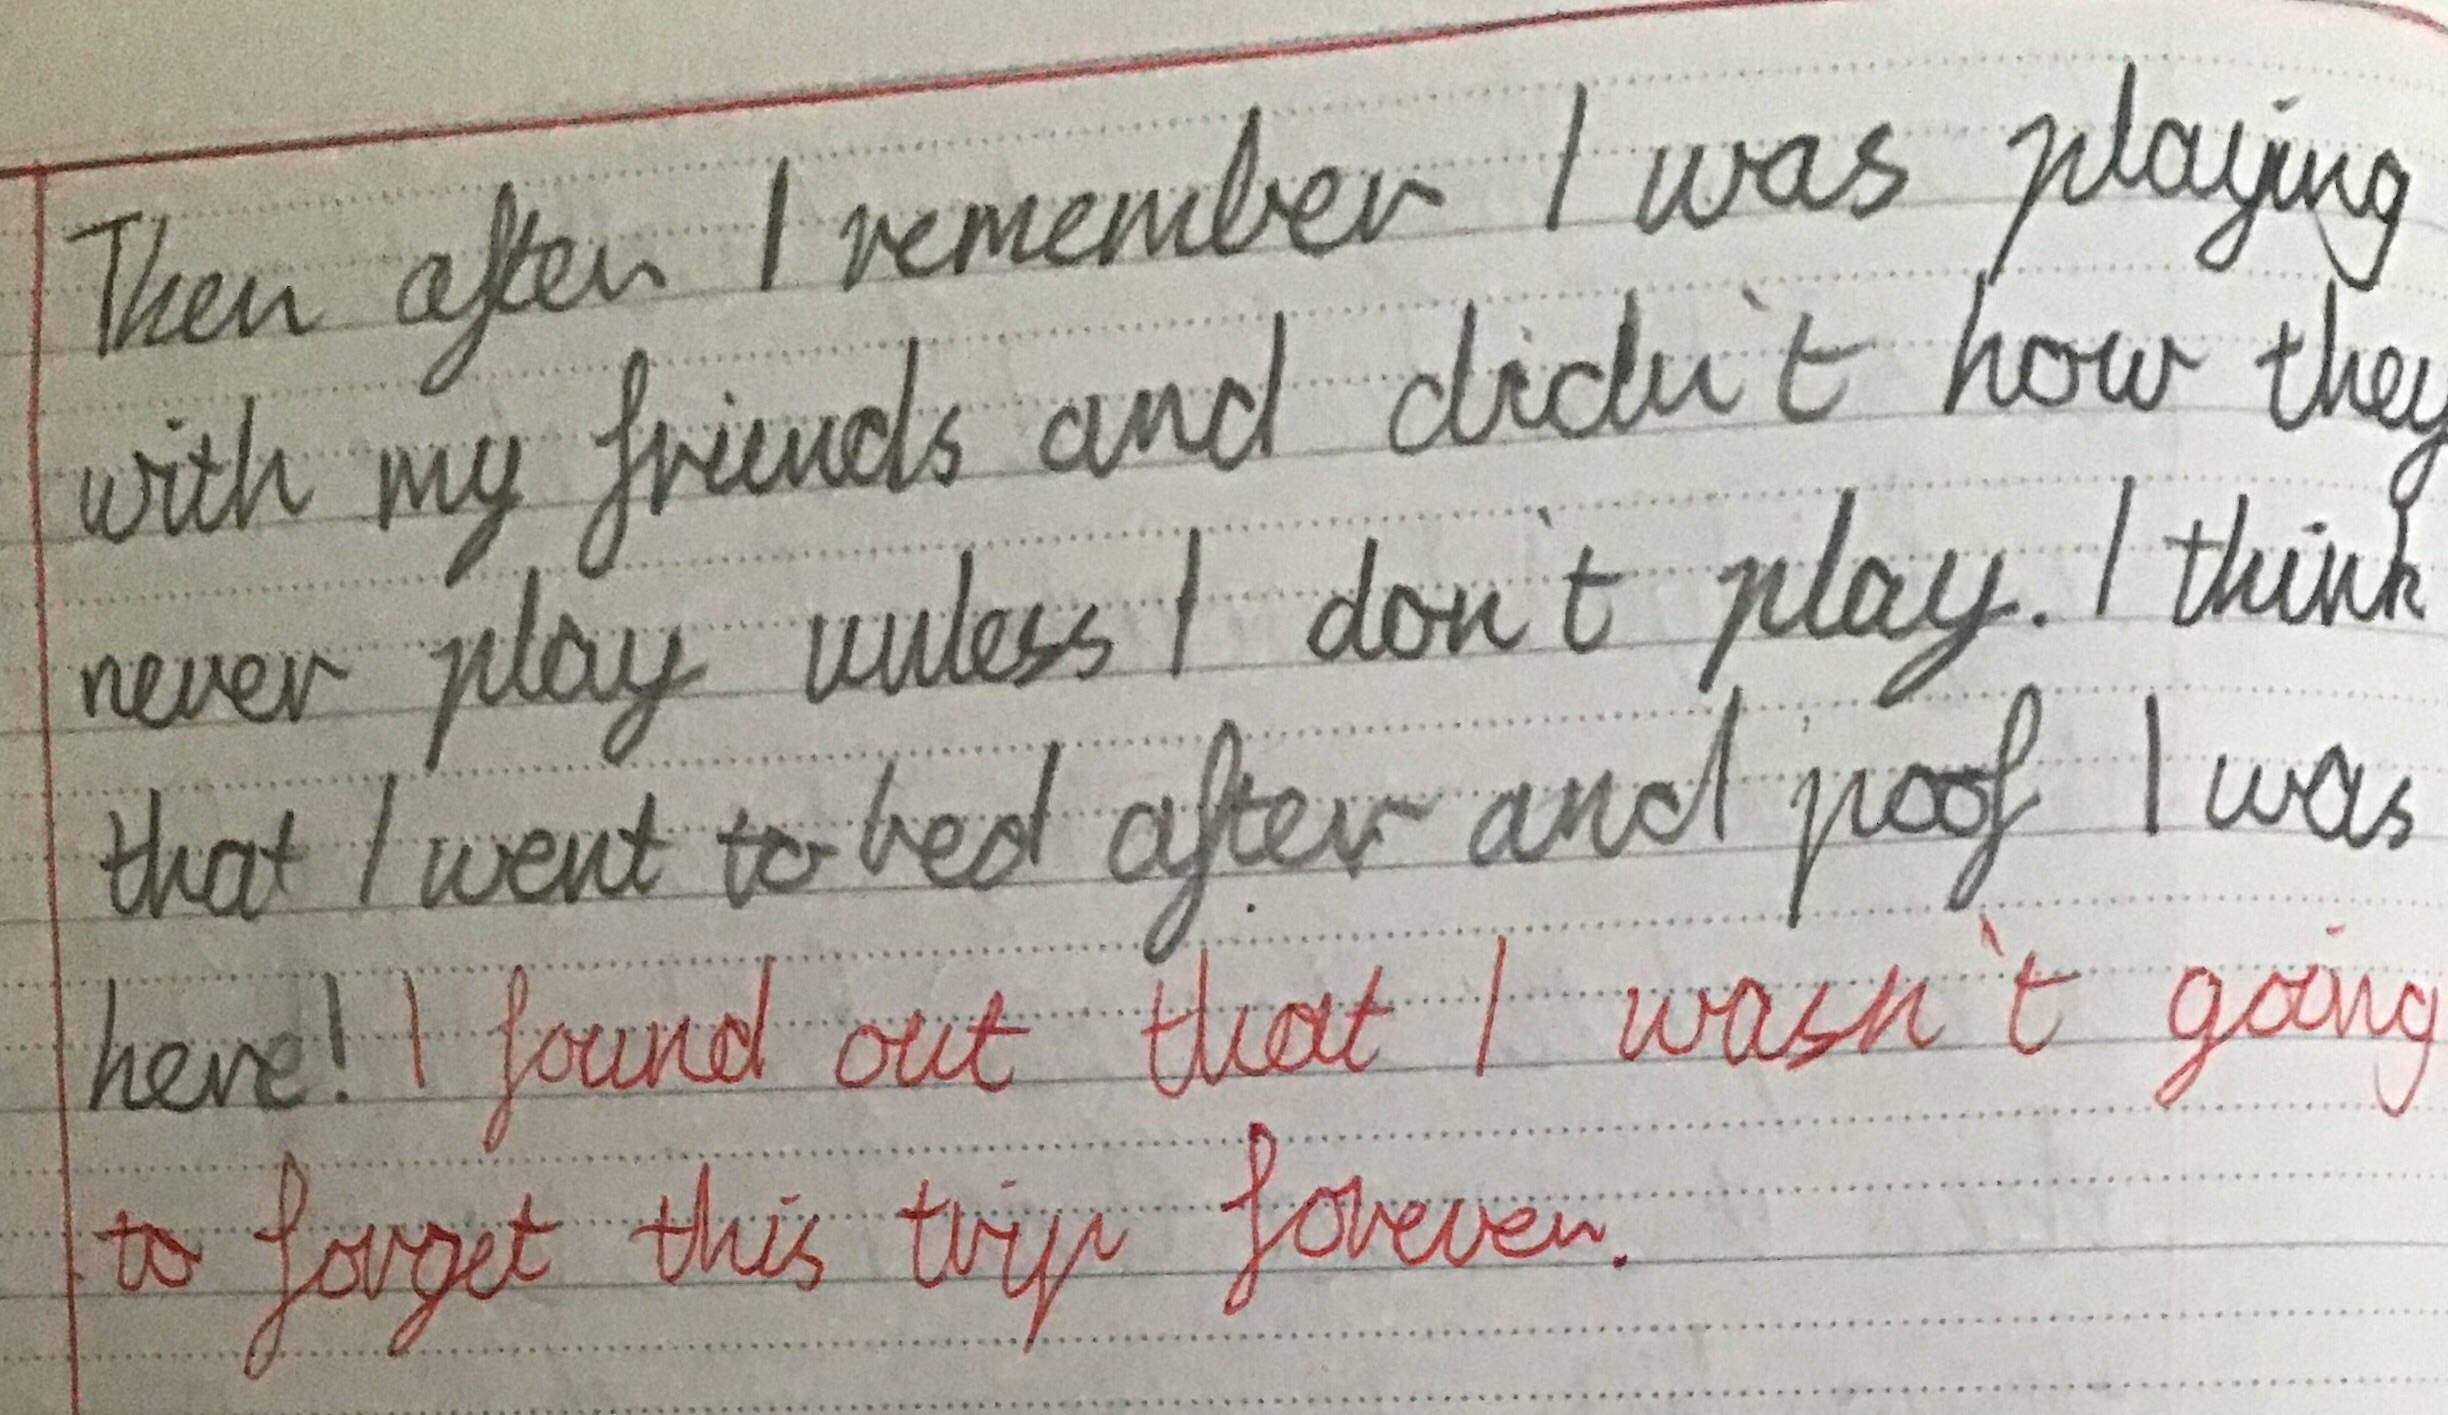 Then after I remember I was playing
with my friends and didn't how they
never play unless I don't play. I think
that I went to bed after and poof I was
here! I found out that I wasn't going
to forget this trip forever.